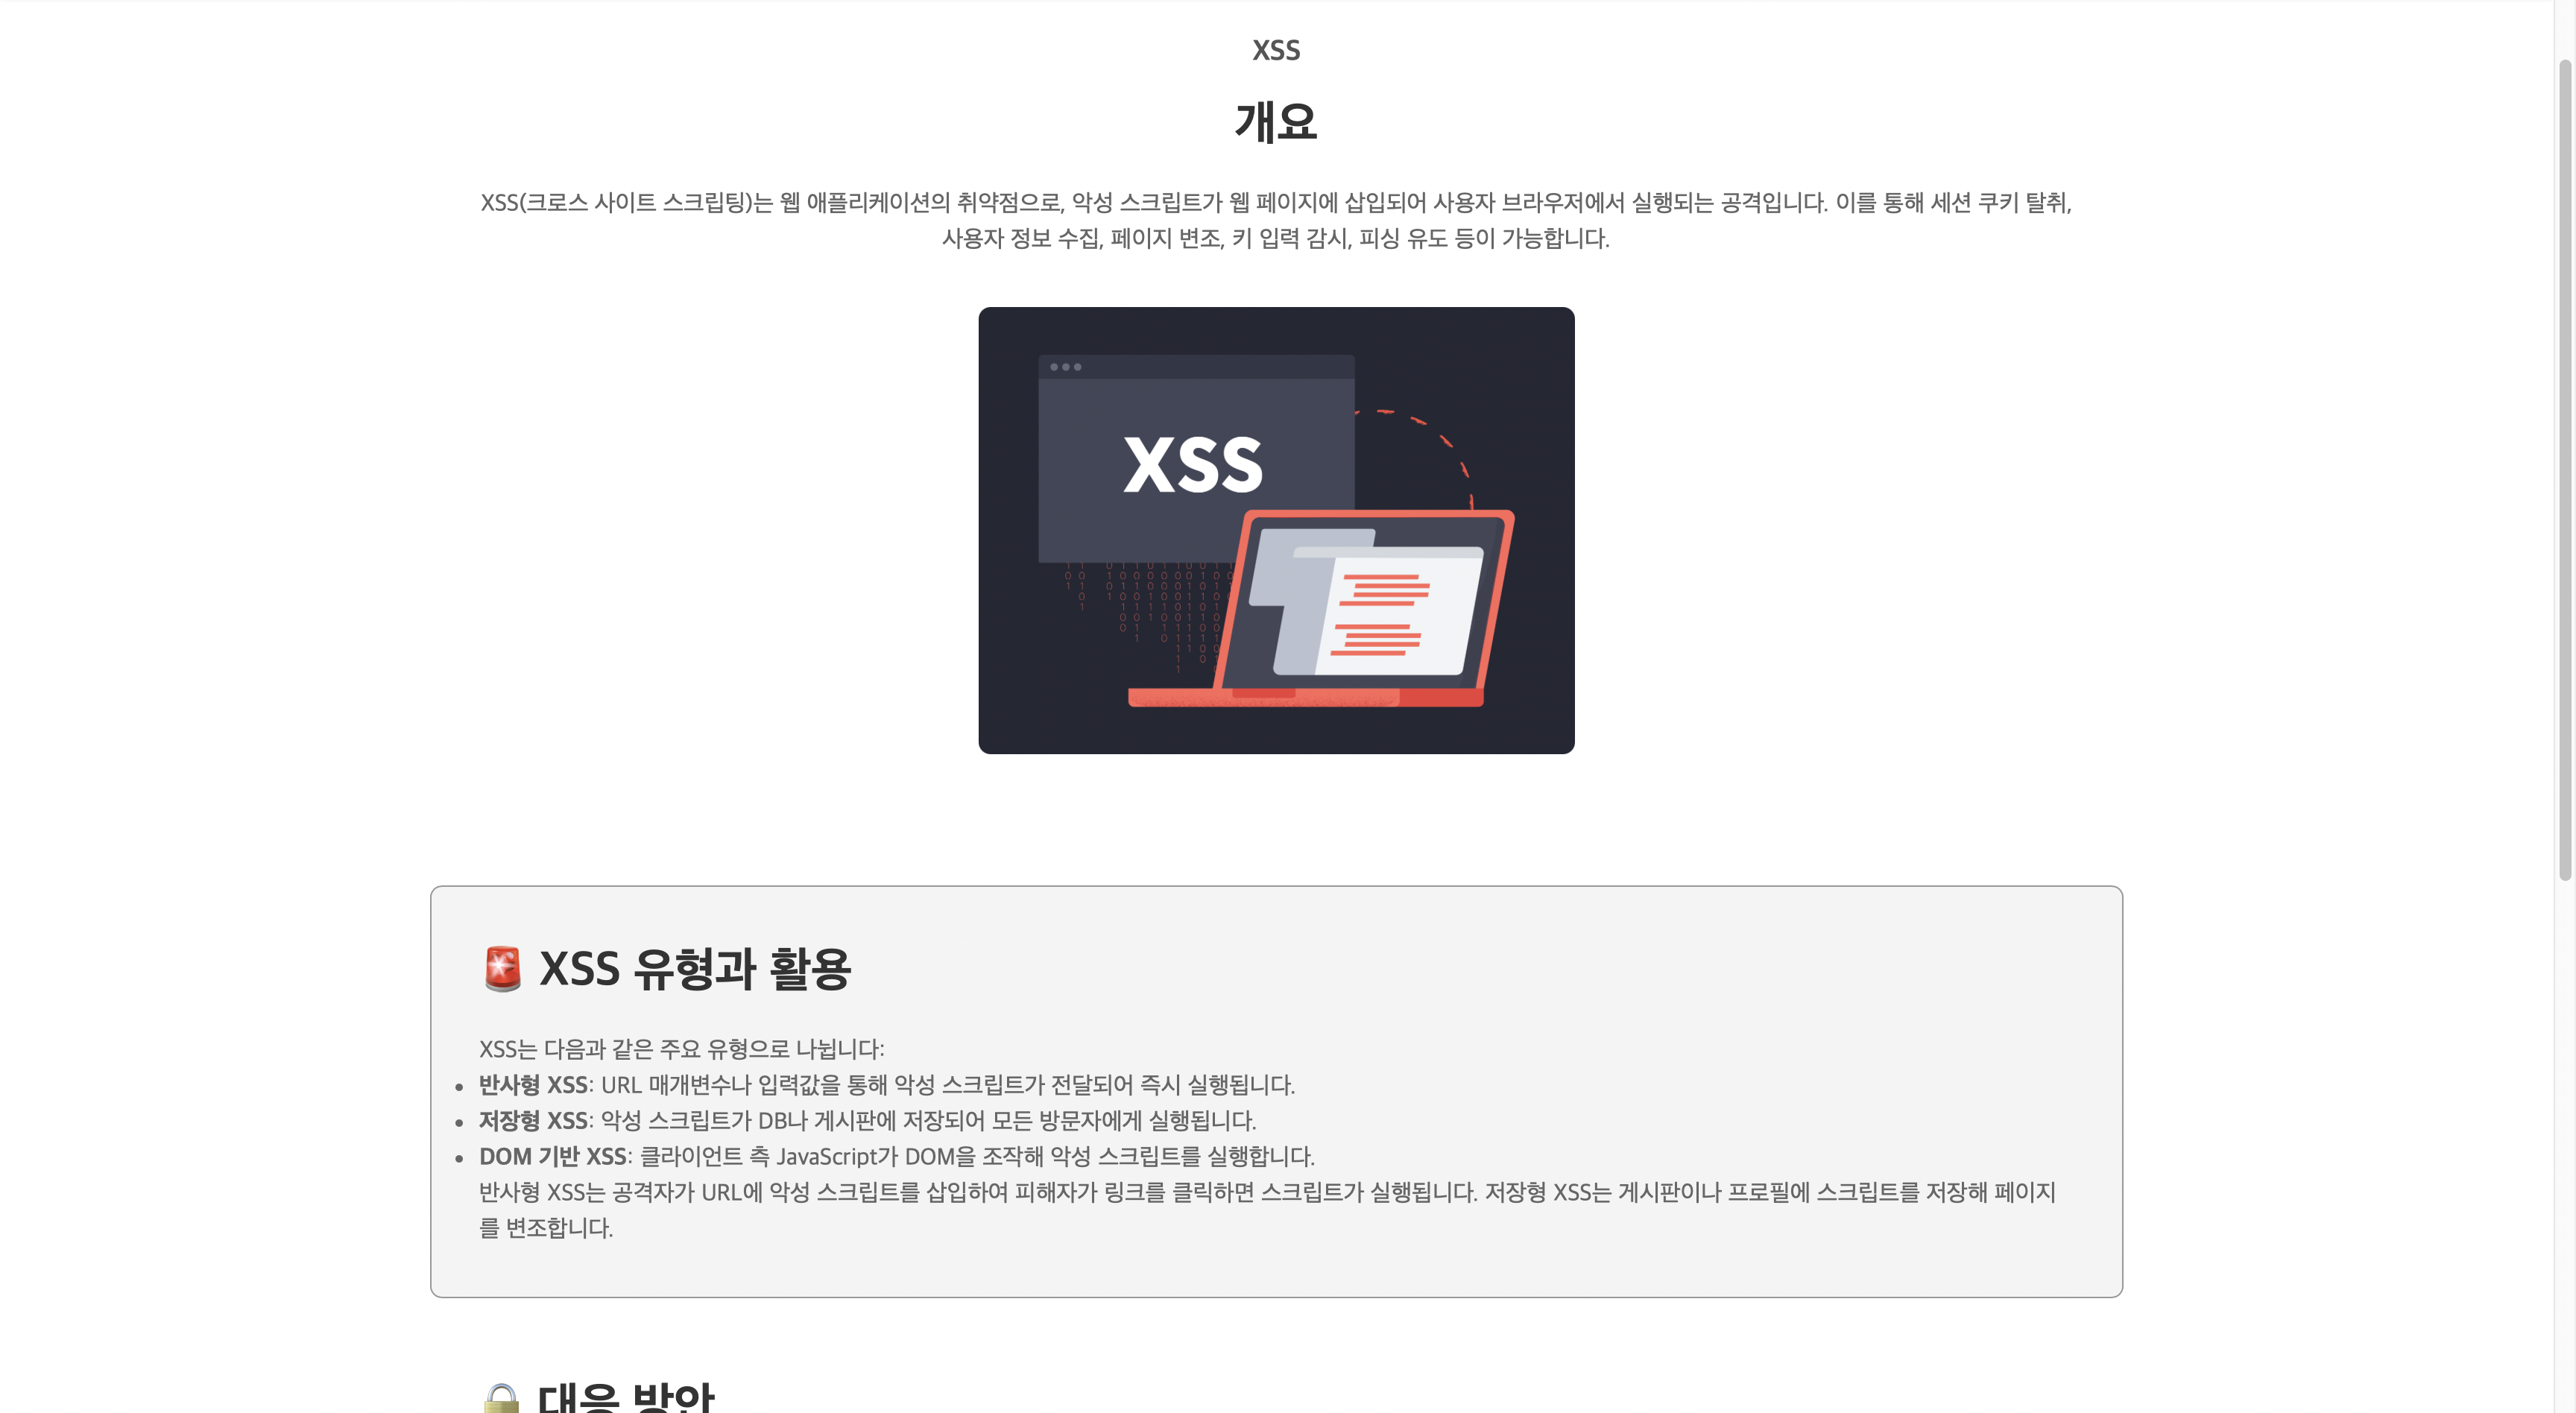 XSS
개요
XSS(크로스 사이트 스크립팅)는 웹 애플리케이션의 취약점으로, 악성 스크립트가 웹 페이지에 삽입되어 사용자 브라우저에서 실행되는 공격입니다. 이를 통해 세션 쿠키 탈취,
사용자 정보 수집, 페이지 변조, 키 입력 감시, 피싱 유도 등이 가능합니다.
XSS
🚨 XSS 유형과 활용
XSS는 다음과 같은 주요 유형으로 나뉩니다:
• 반사형 XSS: URL 매개변수나 입력값을 통해 악성 스크립트가 전달되어 즉시 실행됩니다.
• 저장형 XSS: 악성 스크립트가 DB나 게시판에 저장되어 모든 방문자에게 실행됩니다.
• DOM 기반 XSS: 클라이언트 측 JavaScript가 DOM을 조작해 악성 스크립트를 실행합니다.
반사형 XSS는 공격자가 URL에 악성 스크립트를 삽입하여 피해자가 링크를 클릭하면 스크립트가 실행됩니다. 저장형 XSS는 게시판이나 프로필에 스크립트를 저장해 페이지
를 변조합니다.
🔒 대응 방안